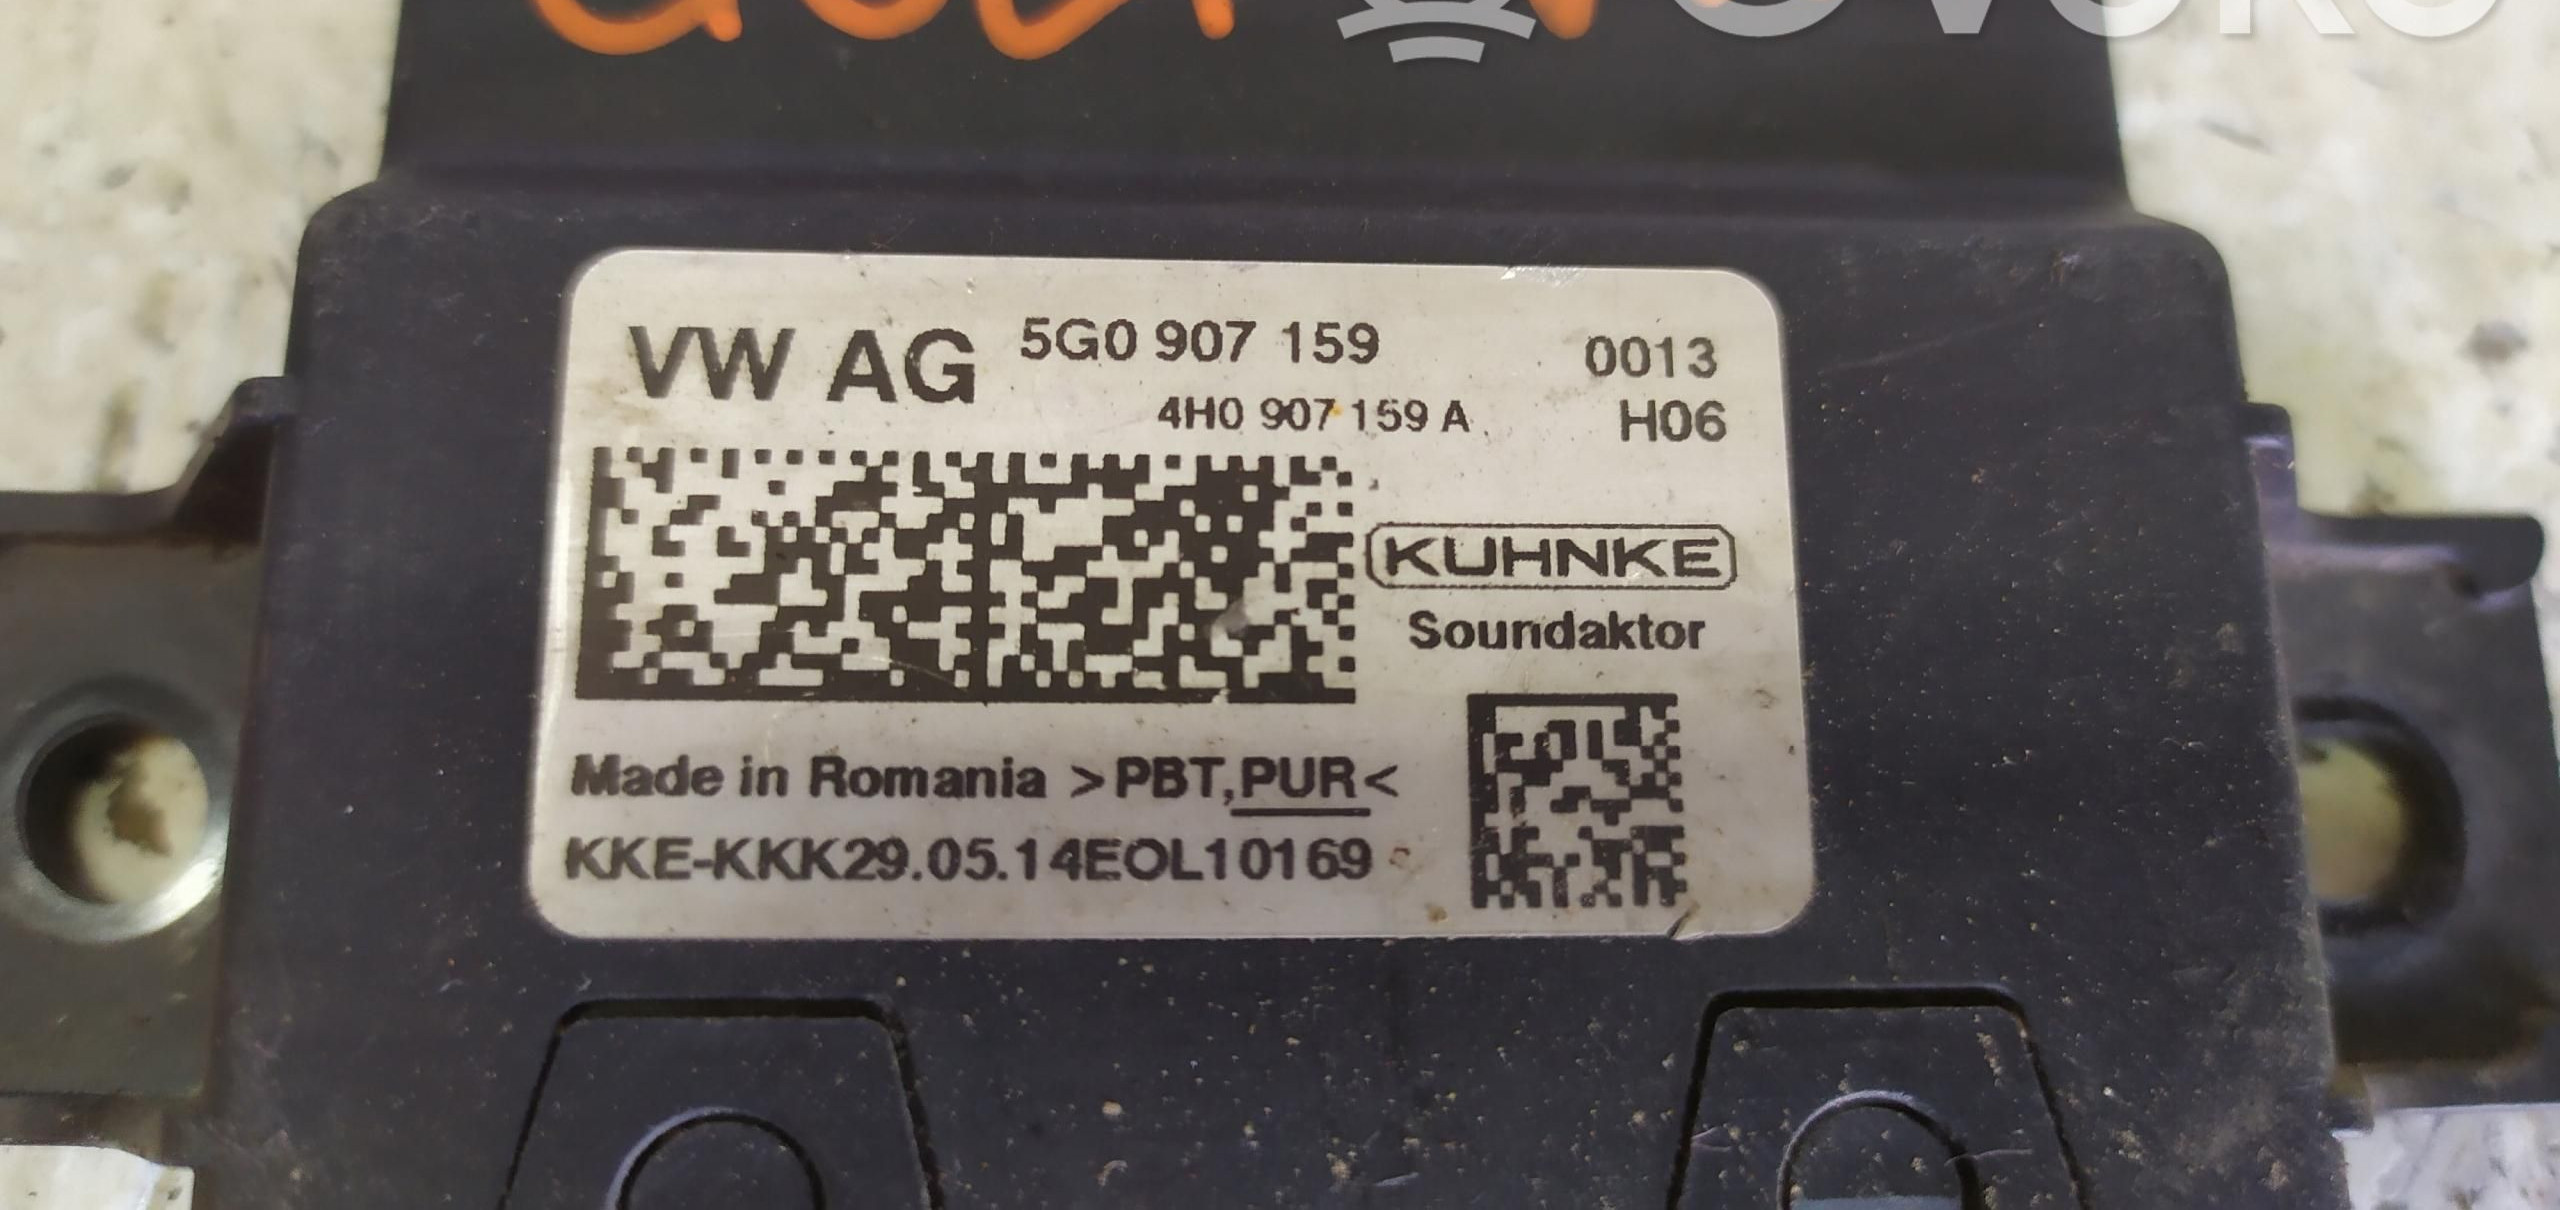 VW AG 5G0 907 159 0013
4H0 907 159 A H06
KUHNKE
Soundaktor
Made in Romania >PBT,PUR<
KKE-KKK29.05.14EOL10169